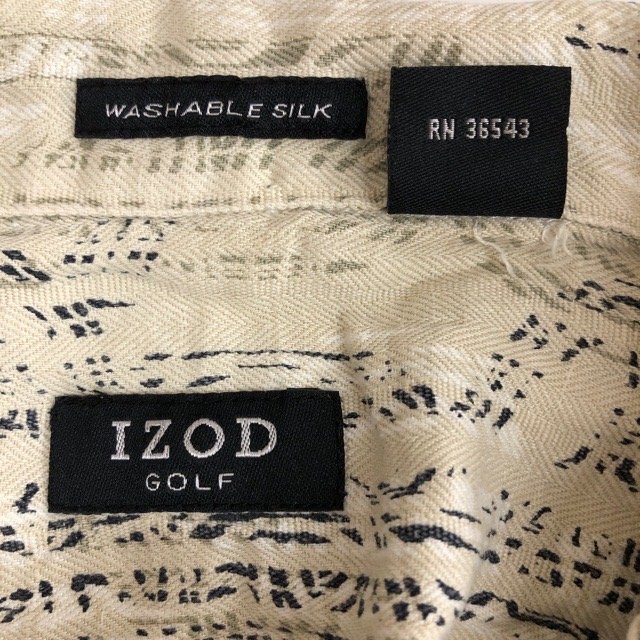 WASHABLE SILK
RN 36543
IZOD
GOLF